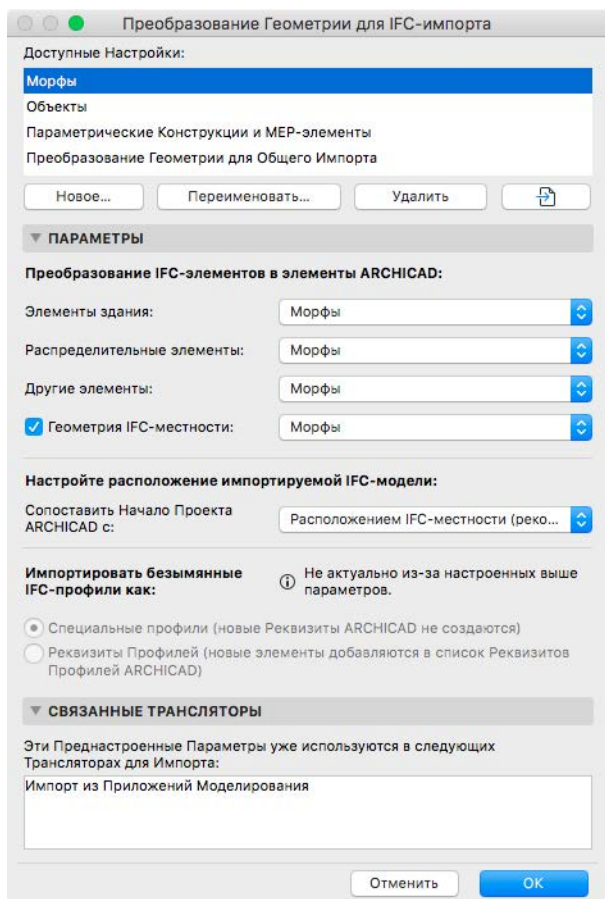 Преобразование Геометрии для IFC-импорта
Доступные Настройки:
Морфы
Объекты
Параметрические Конструкции и МЕР-элементы
Преобразование Геометрии для Общего Импорта
Новое... Переименовать... Удалить
ПАРАМЕТРЫ
Преобразование IFC-элементов в элементы ARCHICAD:
Элементы здания: Морфы
Распределительные элементы: Морфы
Другие элементы: Морфы
Геометрия IFC-местности: Морфы
Настройте расположение импортируемой IFC-модели:
Сопоставить Начало Проекта
ARCHICAD с: Расположением IFC-местности (реко...
Импортировать безымянные
IFC-профили как:
Не актуально из-за настроенных выше
параметров.
Специальные профили (новые Реквизиты ARCHICAD не создаются)
Реквизиты Профилей (новые элементы добавляются в список Реквизитов
Профилей ARCHICAD)
СВЯЗАННЫЕ ТРАНСЛЯТОРЫ
Эти Преднастроенные Параметры уже используются в следующих
Трансляторах для Импорта:
Импорт из Приложений Моделирования
Отменить OK